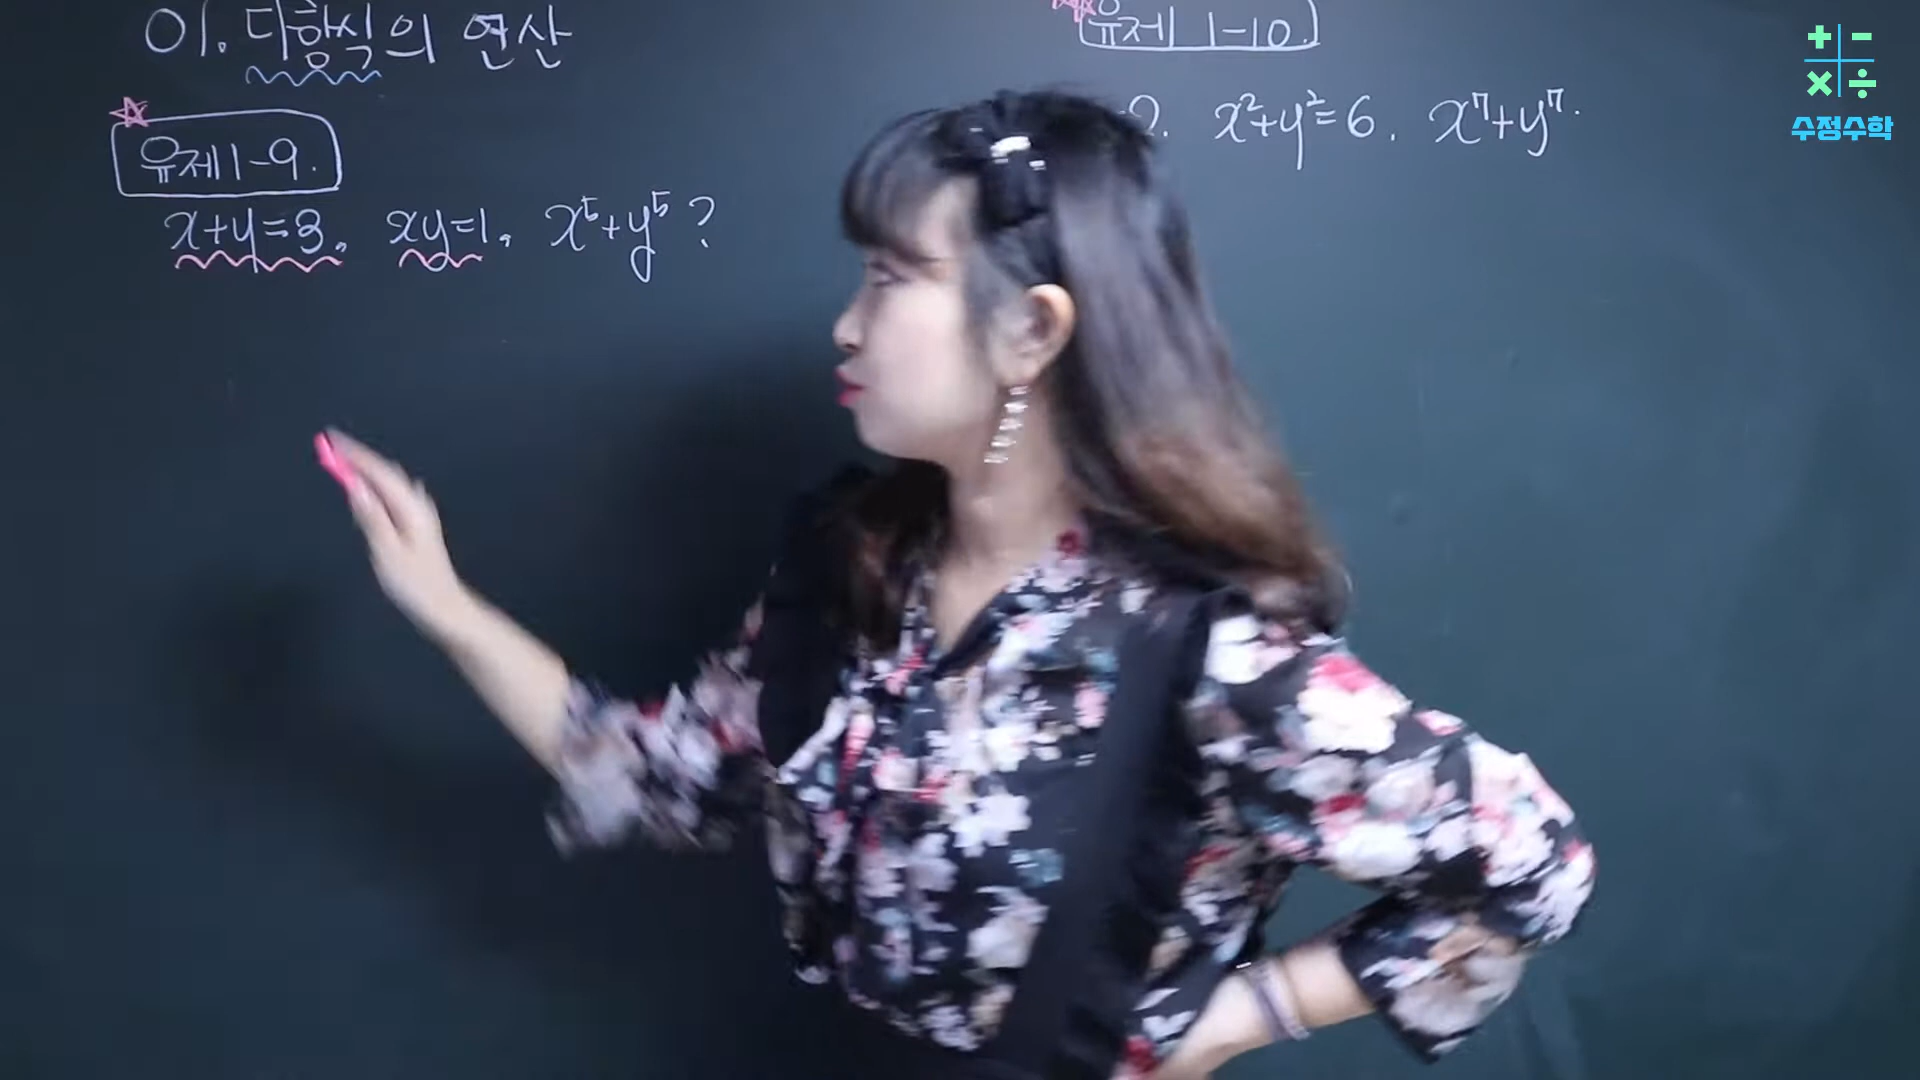 01. 다항식의 연산
유제 1-9.
x+y=3, xy=1, x⁵+y⁵?
유제 1-10.
2. x²+y²=6. x⁷+y⁷.
수정수학